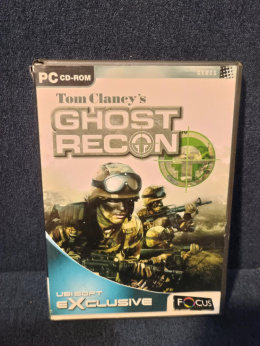 PC CD-ROM
Tom Clancy's
GHOST
RECON
UBISOFT
EXCLUSIVE
FOCUS